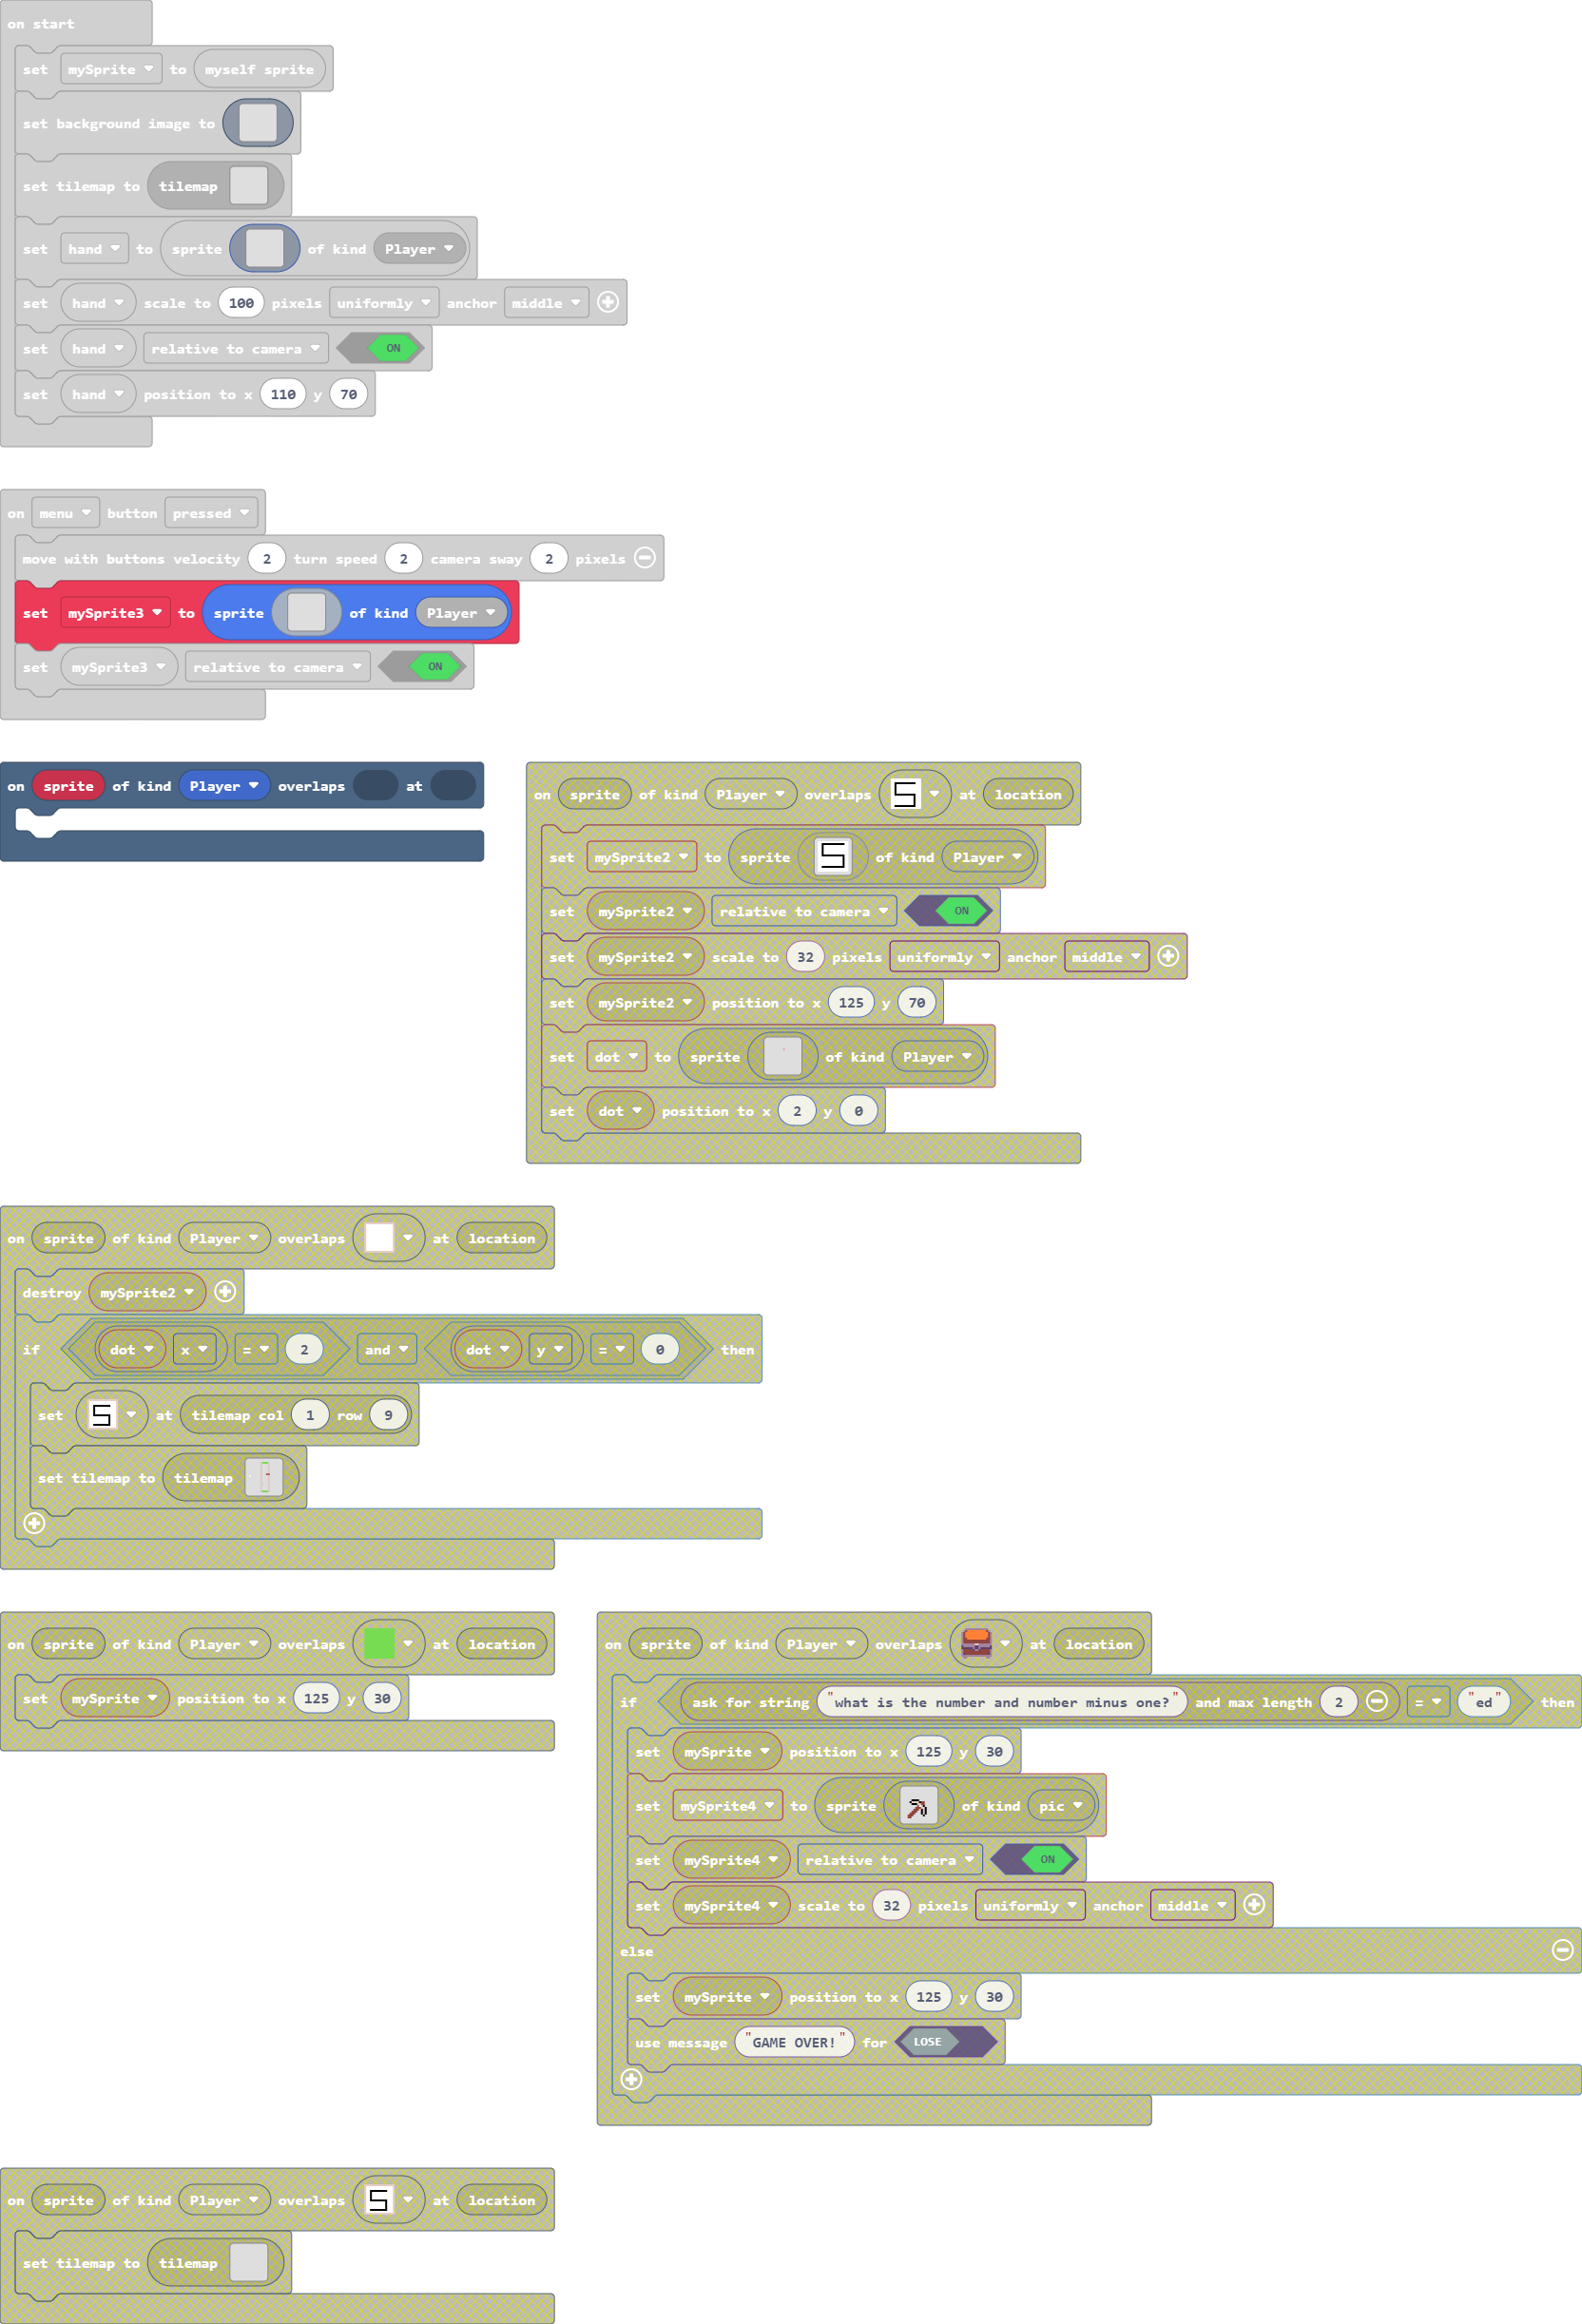 on start
set mySprite to myself sprite
set background image to
set tilemap to tilemap
set hand to sprite of kind Player
set hand scale to 100 pixels uniformly anchor middle
set hand relative to camera ON
set hand position to x 110 y 70
on menu button pressed
move with buttons velocity 2 turn speed 2 camera sway 2 pixels
set mySprite3 to sprite of kind Player
set mySprite3 relative to camera ON
on sprite of kind Player overlaps at
on sprite of kind Player overlaps at location
set mySprite2 to sprite of kind Player
set mySprite2 relative to camera ON
set mySprite2 scale to 32 pixels uniformly anchor middle
set mySprite2 position to x 125 y 70
set dot to sprite of kind Player
set dot position to x 2 y 0
on sprite of kind Player overlaps at location
destroy mySprite2
if dot x = 2 and dot y = 0 then
set at tilemap col 1 row 9
set tilemap to tilemap
on sprite of kind Player overlaps at location
set mySprite position to x 125 y 30
on sprite of kind Player overlaps at location
if ask for string "what is the number and number minus one?" and max length 2 = "ed" then
set mySprite position to x 125 y 30
set mySprite4 to sprite of kind pic
set mySprite4 relative to camera ON
set mySprite4 scale to 32 pixels uniformly anchor middle
else
set mySprite position to x 125 y 30
use message "GAME OVER!" for LOSE
on sprite of kind Player overlaps at location
set tilemap to tilemap